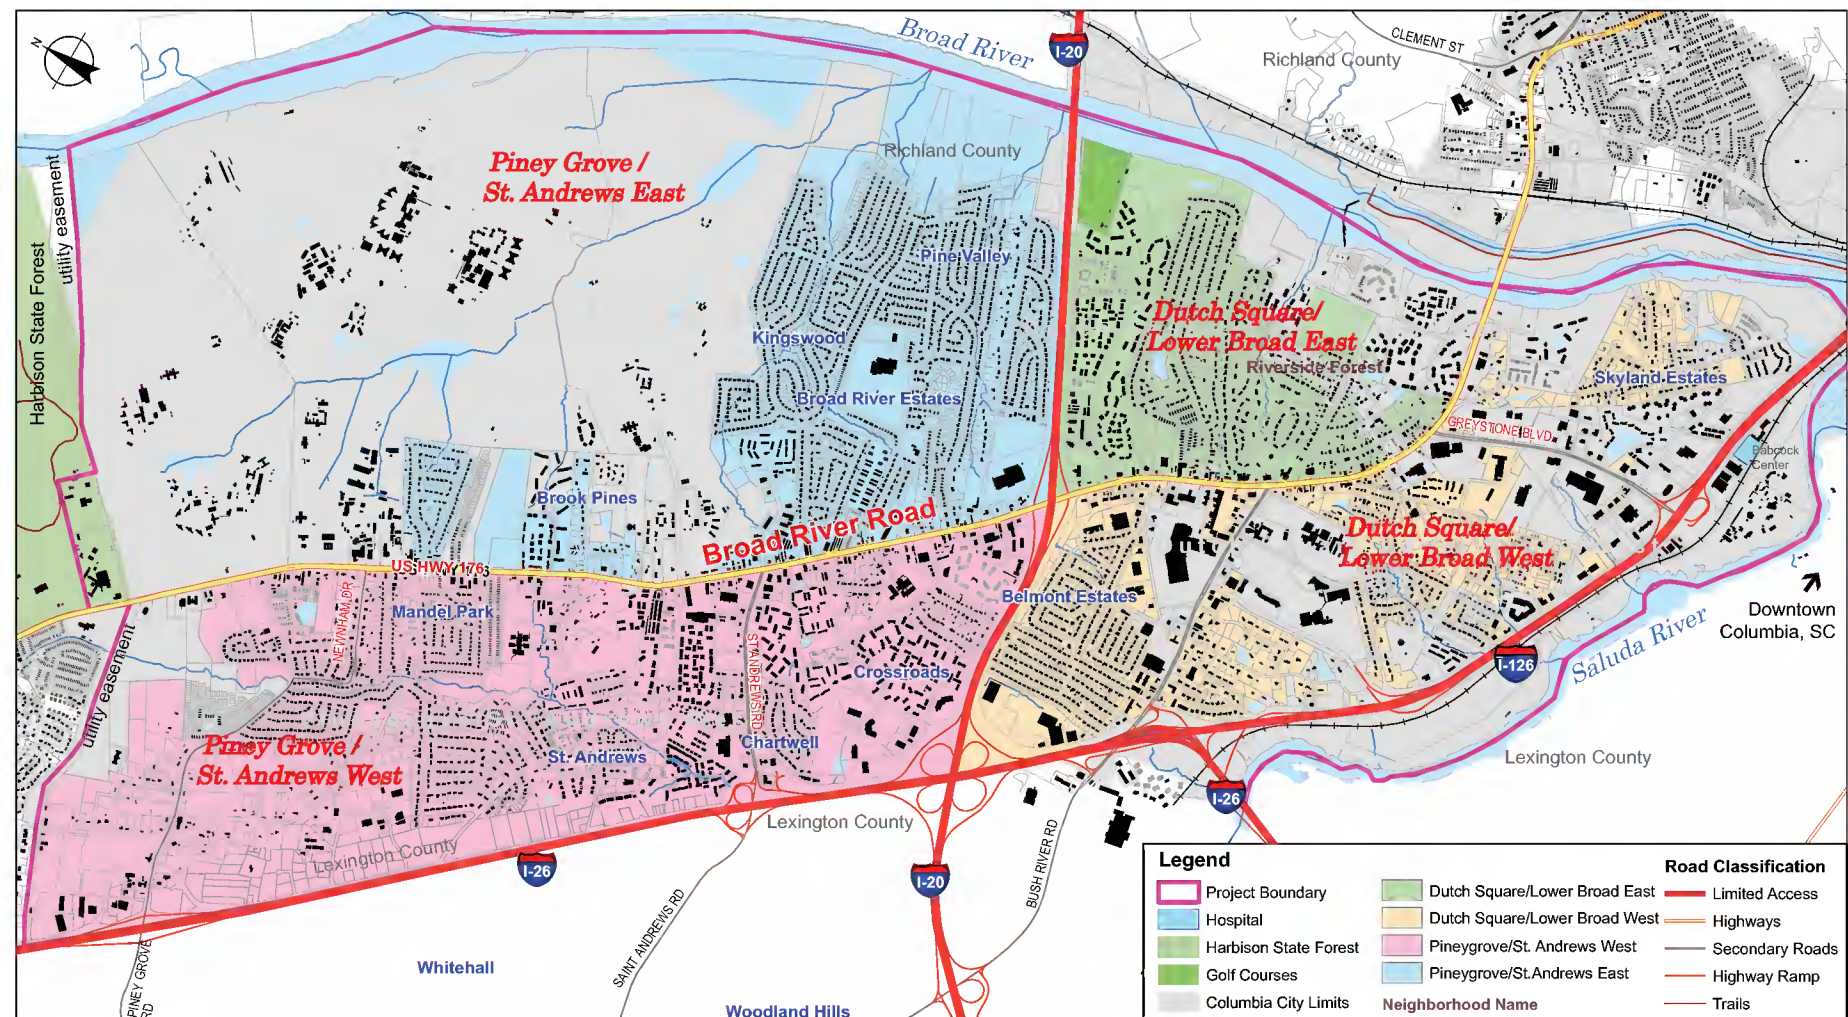 N
Broad River
I-20
CLEMENT ST
Richland County
Richland County
Piney Grove /
St. Andrews East
utility easement
Harbison State Forest
Pine Valley
Kingswood
Broad River Estates
Dutch Square/
Lower Broad East
Riverside Forest
Skyland Estates
GREYSTONE BLVD
Babcock
Center
Brook Pines
Broad River Road
US HWY 176
Dutch Square/
Lower Broad West
Mandel Park
NEWNHAM DR
Belmont Estates
Downtown
Columbia, SC
Saluda River
I-126
utility easement
ST ANDREWS RD
Crossroads
Chartwell
St. Andrews
Piney Grove /
St. Andrews West
Lexington County
I-26
Lexington County
Lexington County
I-26
I-20
BUSH RIVER RD
SAINT ANDREWS RD
PINEY GROVE
RD
Whitehall
Woodland Hills
Legend
Project Boundary
Hospital
Harbison State Forest
Golf Courses
Columbia City Limits
Dutch Square/Lower Broad East
Dutch Square/Lower Broad West
Pineygrove/St. Andrews West
Pineygrove/St.Andrews East
Neighborhood Name
Road Classification
Limited Access
Highways
Secondary Roads
Highway Ramp
Trails